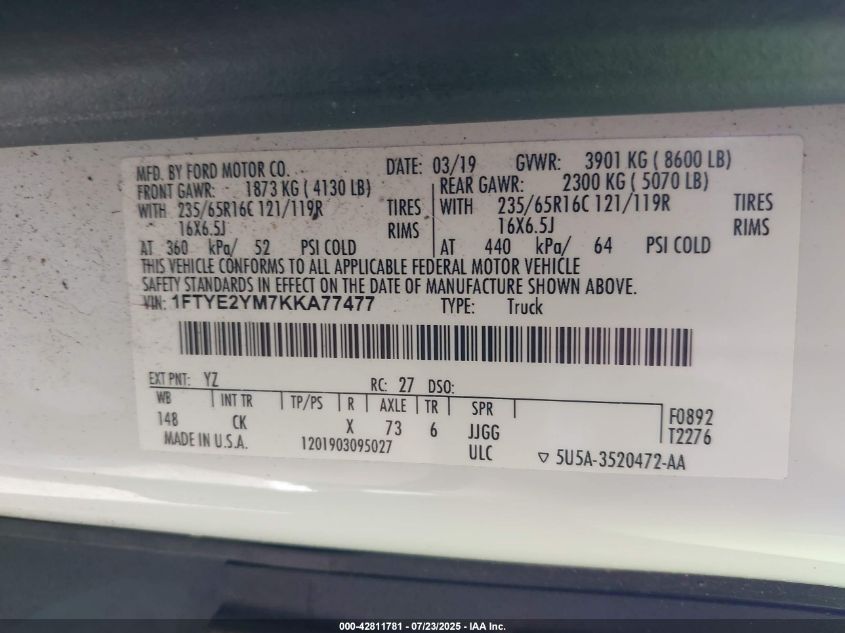 MFD. BY FORD MOTOR CO. DATE: 03/19 GVWR: 3901 KG ( 8600 LB)
FRONT GAWR: 1873 KG ( 4130 LB) REAR GAWR: 2300 KG ( 5070 LB)
WITH 235/65R16C 121/119R TIRES WITH 235/65R16C 121/119R TIRES
16X6.5J RIMS 16X6.5J RIMS
AT 360 kPa/ 52 PSI COLD AT 440 kPa/ 64 PSI COLD
THIS VEHICLE CONFORMS TO ALL APPLICABLE FEDERAL MOTOR VEHICLE
SAFETY STANDARDS IN EFFECT ON THE DATE OF MANUFACTURE SHOWN ABOVE.
VIN: 1FTYE2YM7KKA77477 TYPE: Truck
EXT PNT: YZ RC: 27 DSO:
WB INT TR TP/PS R AXLE TR SPR F0892
148 CK X 73 6 JJGG T2276
MADE IN U.S.A. 1201903095027 ULC 5U5A-3520472-AA
000-42811781 - 07/23/2025 - IAA Inc.